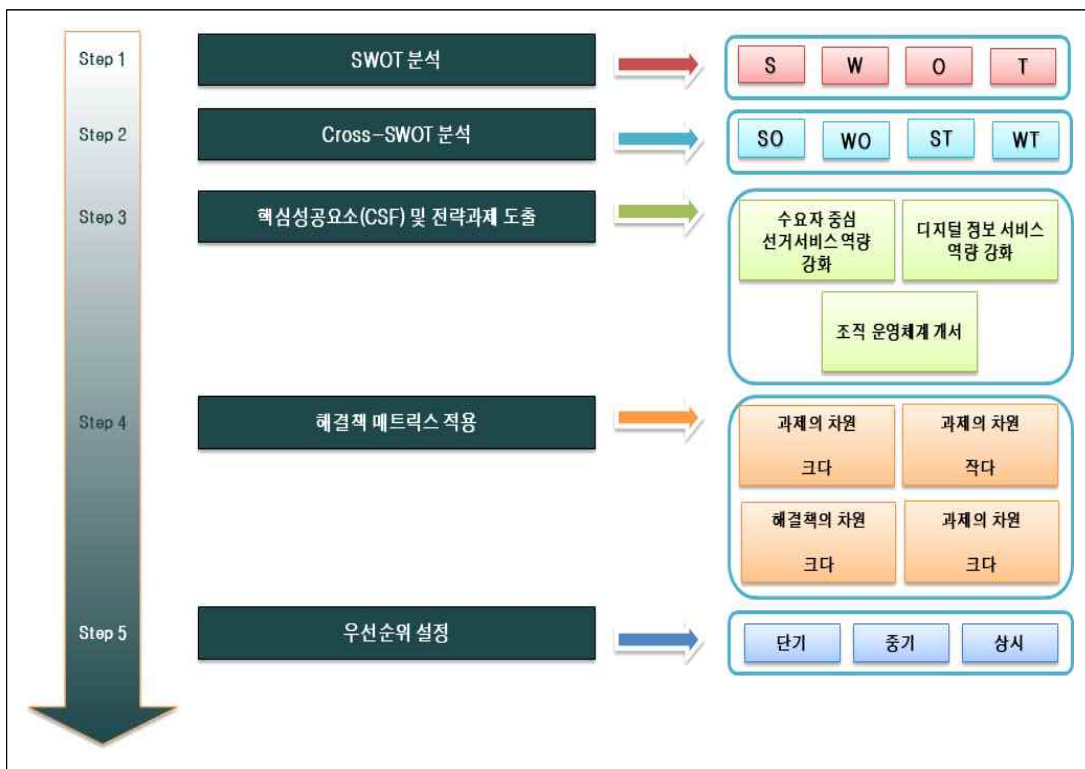 Step 1
SWOT 분석
S
W
O
T
Step 2
Cross-SWOT 분석
SO
WO
ST
WT
Step 3
핵심성공요소(CSF) 및 전략과제 도출
수요자 중심
선거서비스 역량
강화
디지털 정보 서비스
역량 강화
조직 운영체계 개서
Step 4
해결책 매트릭스 적용
과제의 차원
크다
과제의 차원
작다
해결책의 차원
크다
과제의 차원
크다
Step 5
우선순위 설정
단기
중기
상시